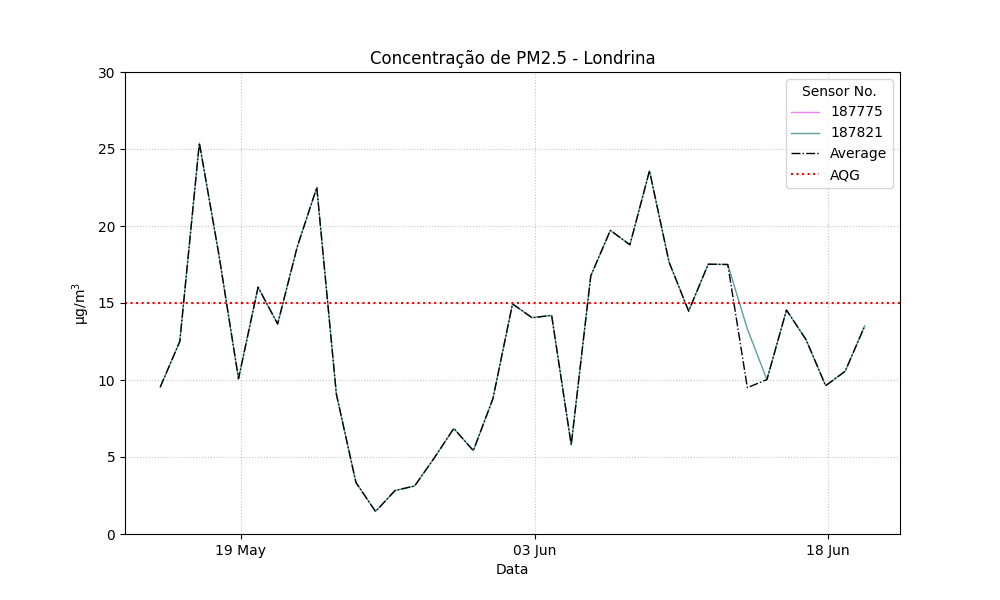 Concentração de PM2.5 - Londrina
30
25
20
15
10
5
0
µg/m³
19 May
03 Jun
18 Jun
Data
Sensor No.
187775
187821
Average
AQG